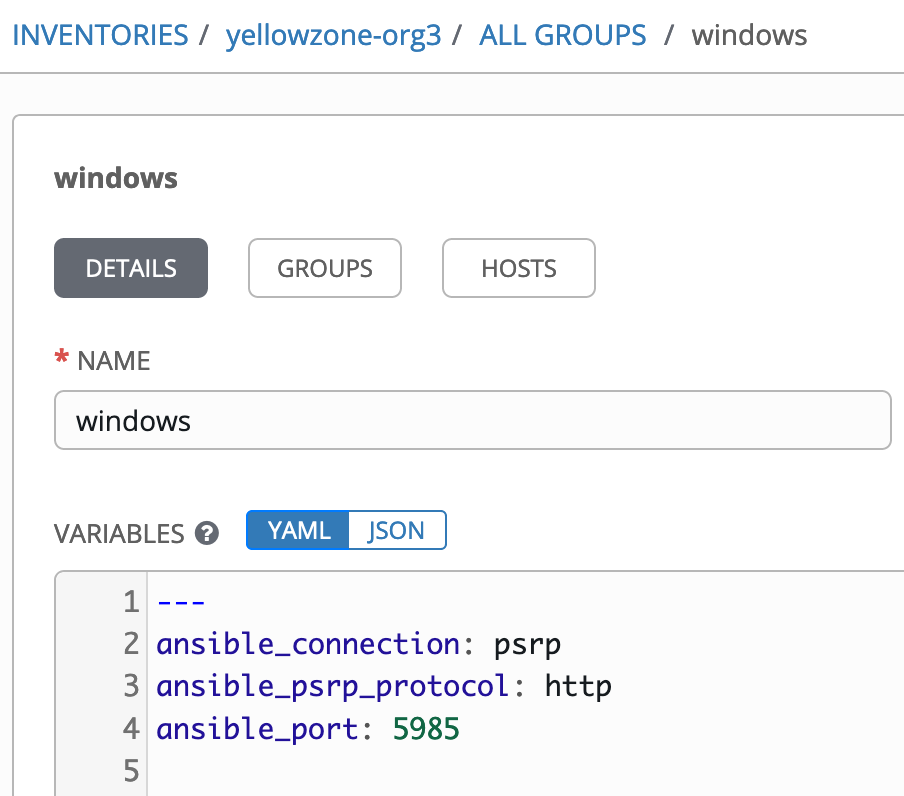 INVENTORIES / yellowzone-org3 / ALL GROUPS / windows
windows
DETAILS GROUPS HOSTS
* NAME
windows
VARIABLES ? YAML JSON
1 ---
2 ansible_connection: psrp
3 ansible_psrp_protocol: http
4 ansible_port: 5985
5